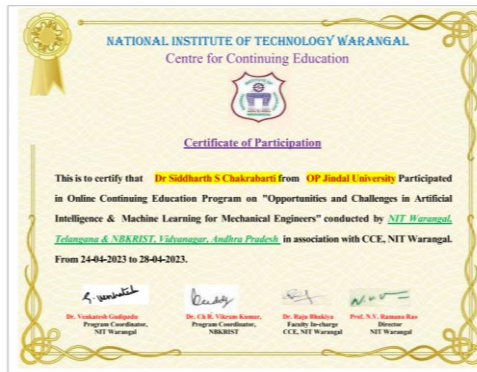 NATIONAL INSTITUTE OF TECHNOLOGY WARANGAL
Centre for Continuing Education
Certificate of Participation
This is to certify that Dr Siddharth S Chakrabarti from OP Jindal University Participated
in Online Continuing Education Program on "Opportunities and Challenges in Artificial
Intelligence & Machine Learning for Mechanical Engineers" conducted by NIT Warangal,
Telangana & NBKRIST, Vidyanagar, Andhra Pradesh in association with CCE, NIT Warangal.
From 24-04-2023 to 28-04-2023.
Dr. Venkatesh Gudipadu
Program Coordinator,
NIT Warangal
Dr. Ch R. Vikram Kumar,
Program Coordinator,
NBKRIST
Dr. Raju Bhukiya
Faculty In-charge
CCE, NIT Warangal
Prof. N.V. Ramana Rao
Director
NIT Warangal